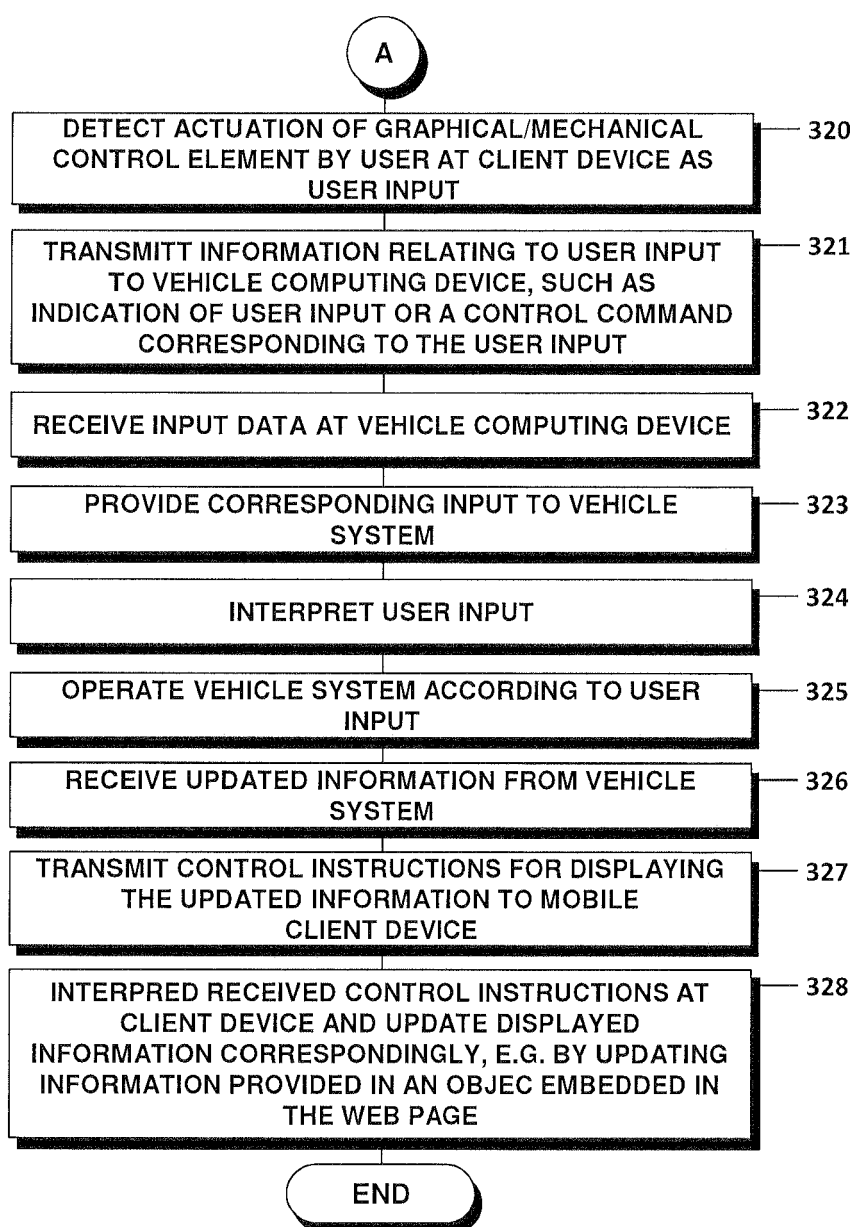 A
DETECT ACTUATION OF GRAPHICAL/MECHANICAL
CONTROL ELEMENT BY USER AT CLIENT DEVICE AS
USER INPUT
320
TRANSMITT INFORMATION RELATING TO USER INPUT
TO VEHICLE COMPUTING DEVICE, SUCH AS
INDICATION OF USER INPUT OR A CONTROL COMMAND
CORRESPONDING TO THE USER INPUT
321
RECEIVE INPUT DATA AT VEHICLE COMPUTING DEVICE
322
PROVIDE CORRESPONDING INPUT TO VEHICLE
SYSTEM
323
INTERPRET USER INPUT
324
OPERATE VEHICLE SYSTEM ACCORDING TO USER
INPUT
325
RECEIVE UPDATED INFORMATION FROM VEHICLE
SYSTEM
326
TRANSMIT CONTROL INSTRUCTIONS FOR DISPLAYING
THE UPDATED INFORMATION TO MOBILE
CLIENT DEVICE
327
INTERPRED RECEIVED CONTROL INSTRUCTIONS AT
CLIENT DEVICE AND UPDATE DISPLAYED
INFORMATION CORRESPONDINGLY, E.G. BY UPDATING
INFORMATION PROVIDED IN AN OBJEC EMBEDDED IN
THE WEB PAGE
328
END